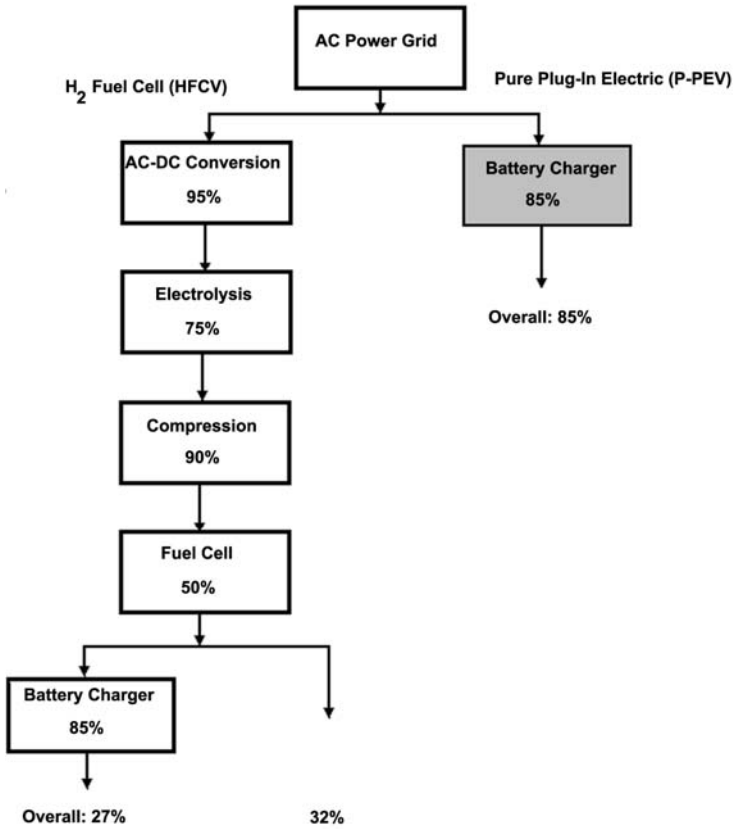 AC Power Grid
H2 Fuel Cell (HFCV)
Pure Plug-In Electric (P-PEV)
AC-DC Conversion
95%
Battery Charger
85%
Electrolysis
75%
Overall: 85%
Compression
90%
Fuel Cell
50%
Battery Charger
85%
Overall: 27%
32%